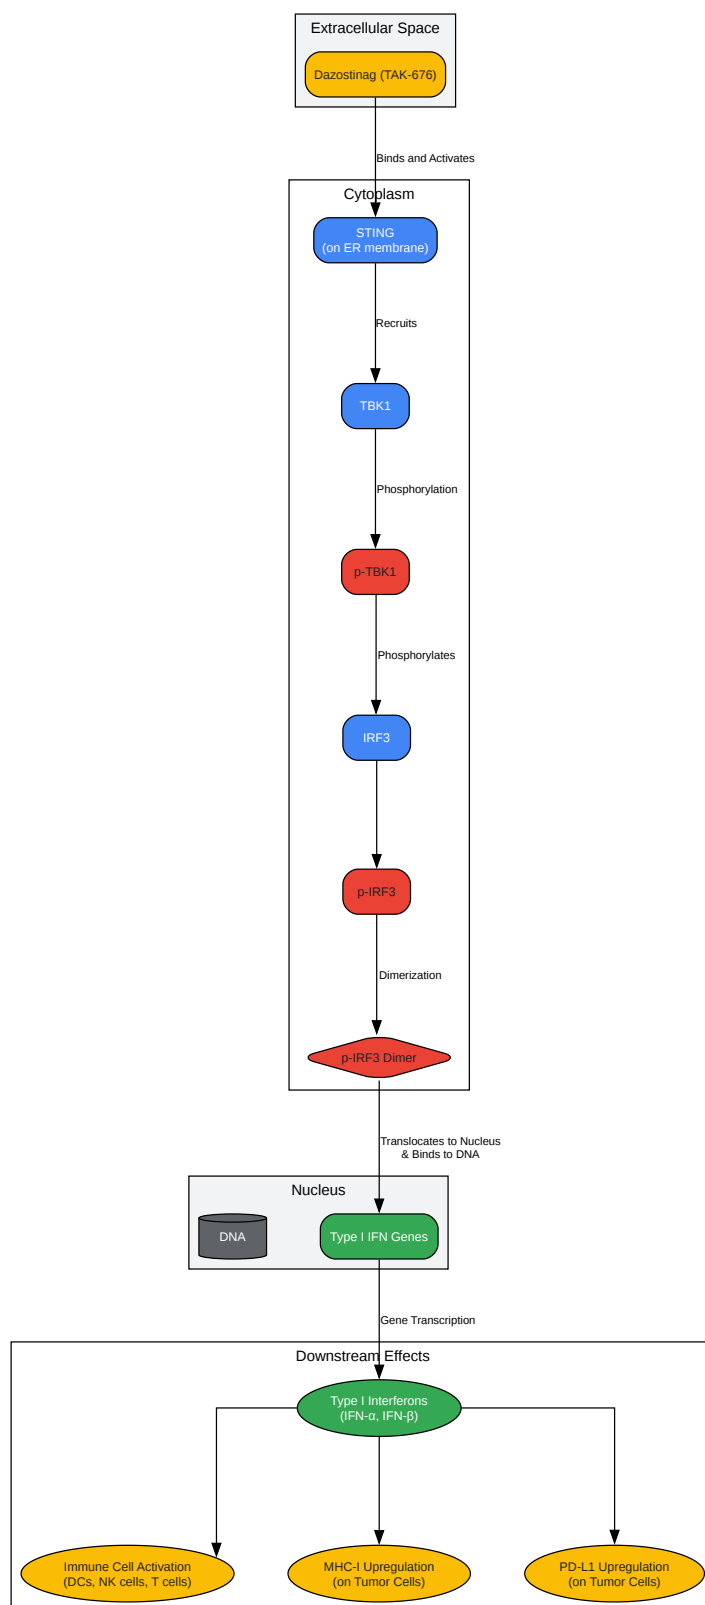 Extracellular Space
Dazostinag (TAK-676)
Binds and Activates
Cytoplasm
STING
(on ER membrane)
Recruits
TBK1
Phosphorylation
p-TBK1
Phosphorylates
IRF3
p-IRF3
Dimerization
p-IRF3 Dimer
Translocates to Nucleus
& Binds to DNA
Nucleus
DNA
Type I IFN Genes
Gene Transcription
Downstream Effects
Type I Interferons
(IFN-α, IFN-β)
Immune Cell Activation
(DCs, NK cells, T cells)
MHC-I Upregulation
(on Tumor Cells)
PD-L1 Upregulation
(on Tumor Cells)